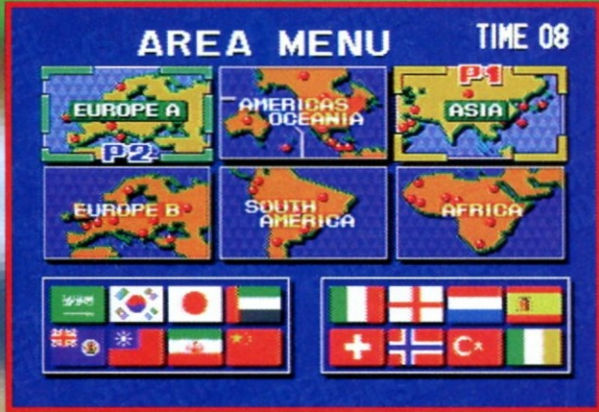 AREA MENU
TIME 08
EUROPE A
P2
AMERICAS
OCEANIA
P1
ASIA
EUROPE B
SOUTH
AMERICA
AFRICA